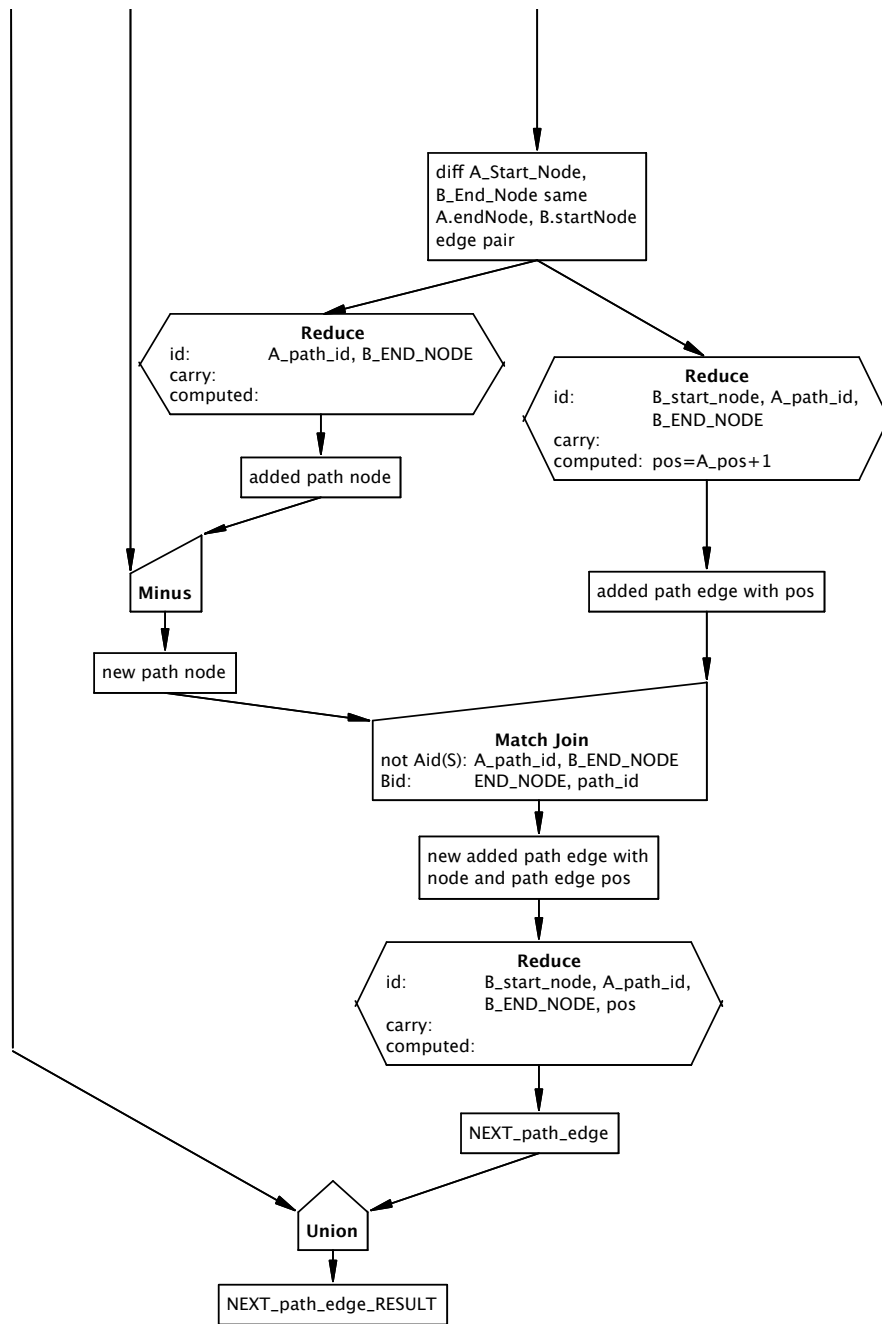 diff A_Start_Node,
B_End_Node same
A.endNode, B.startNode
edge pair
Reduce
id: A_path_id, B_END_NODE
carry:
computed:
Reduce
id: B_start_node, A_path_id,
B_END_NODE
carry:
computed: pos=A_pos+1
added path node
Minus
added path edge with pos
new path node
Match Join
not Aid(S): A_path_id, B_END_NODE
Bid: END_NODE, path_id
new added path edge with
node and path edge pos
Reduce
id: B_start_node, A_path_id,
B_END_NODE, pos
carry:
computed:
NEXT_path_edge
Union
NEXT_path_edge_RESULT